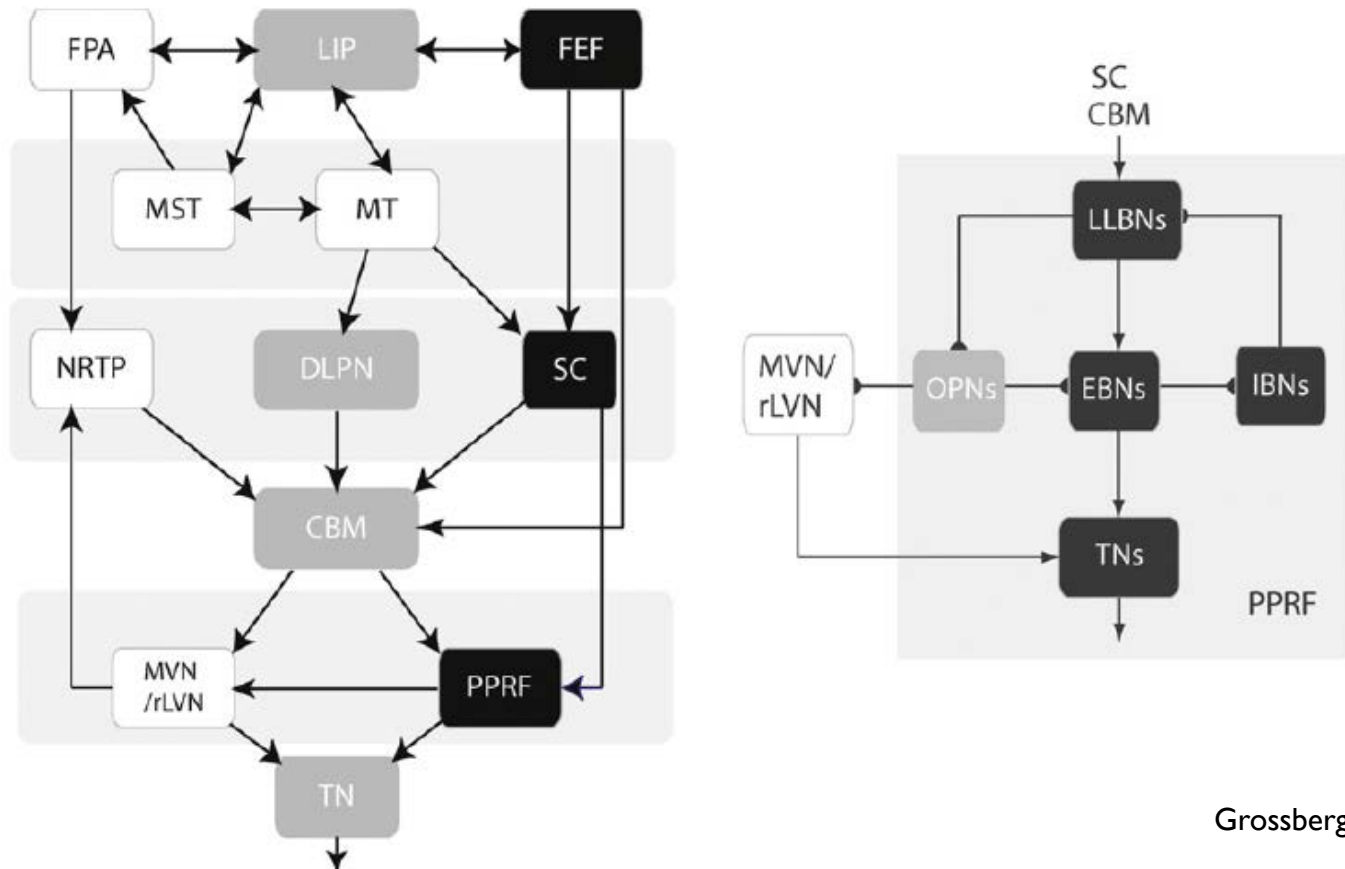 FPA
LIP
FEF
MST
MT
NRTP
DLPN
SC
CBM
MVN
/rLVN
PPRF
TN
SC
CBM
LLBNs
MVN/
rLVN
OPNs
EBNs
IBNs
TNs
PPRF
Grossberg